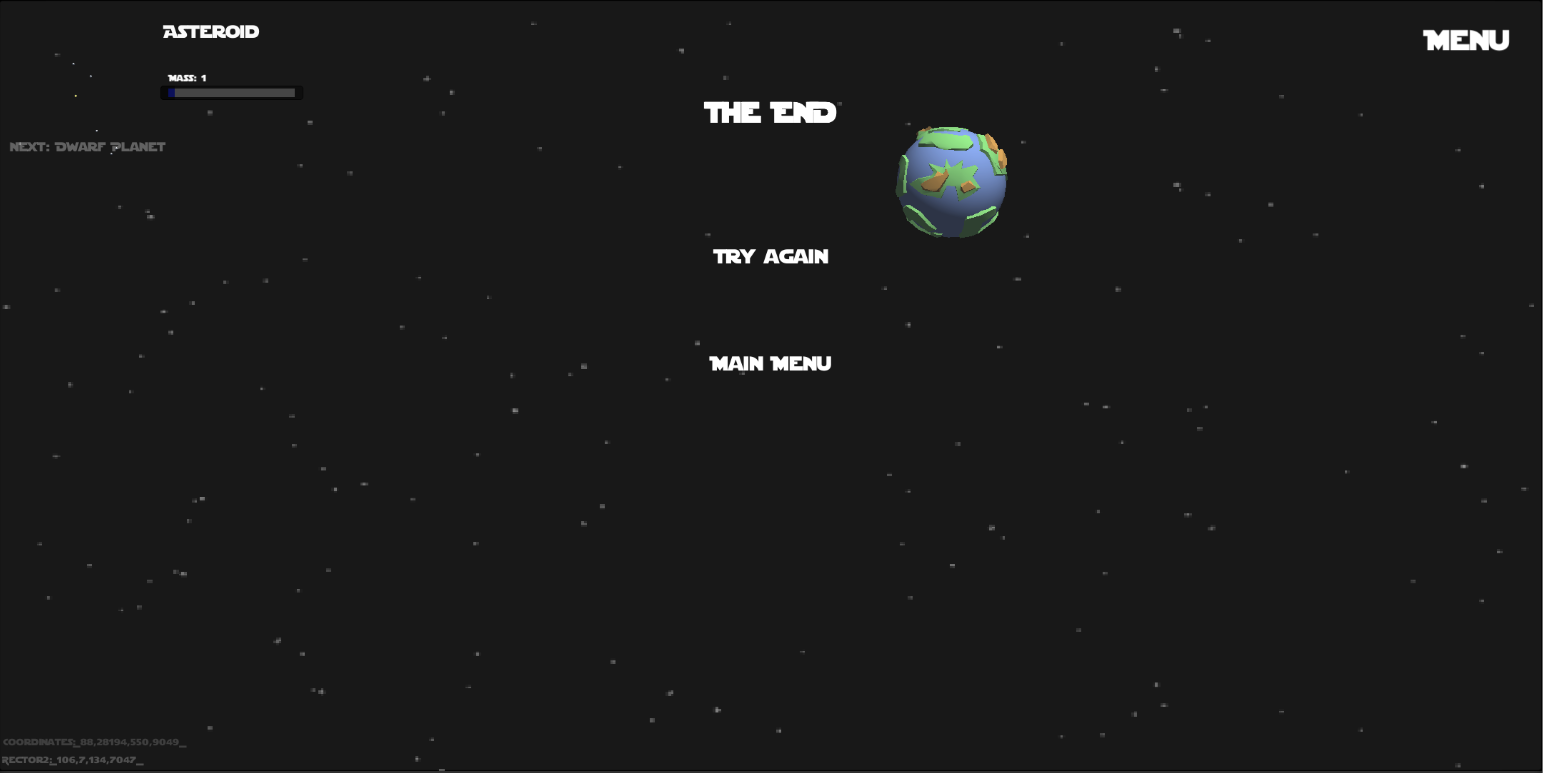 Asteroid
Menu
Mass: 1
The End
Next: Dwarf Planet
Try Again
Main Menu
Coordinates:_88,28194,550,9049_
Rector2:_106,7,134,7047_